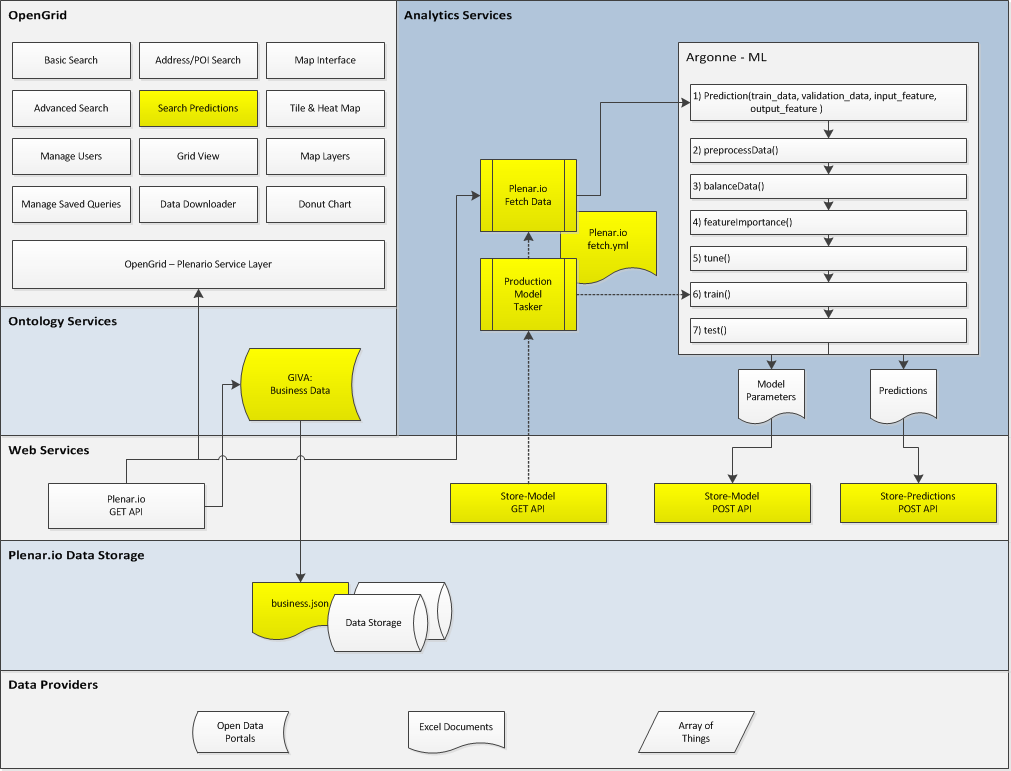 OpenGrid
Basic Search
Address/POI Search
Map Interface
Advanced Search
Search Predictions
Tile & Heat Map
Manage Users
Grid View
Map Layers
Manage Saved Queries
Data Downloader
Donut Chart
OpenGrid – Plenario Service Layer
Analytics Services
Argonne - ML
1) Prediction(train_data, validation_data, input_feature,
output_feature )
2) preprocessData()
3) balanceData()
4) featureImportance()
5) tune()
6) train()
7) test()
Plenar.io
Fetch Data
Plenar.io
fetch.yml
Production
Model
Tasker
Model
Parameters
Predictions
Ontology Services
GIVA:
Business Data
Web Services
Plenar.io
GET API
Store-Model
GET API
Store-Model
POST API
Store-Predictions
POST API
Plenar.io Data Storage
business.json
Data Storage
Data Providers
Open Data
Portals
Excel Documents
Array of
Things